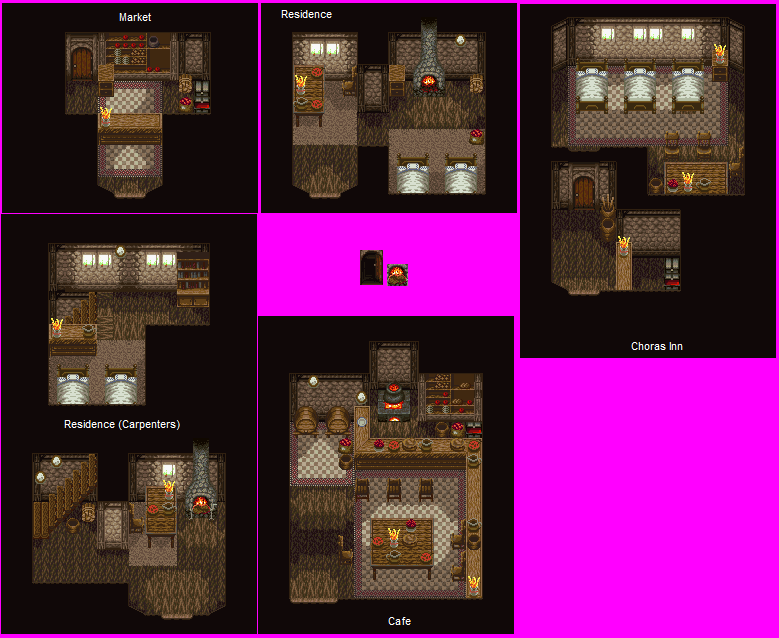 Market
Residence
Choras Inn
Residence (Carpenters)
Cafe